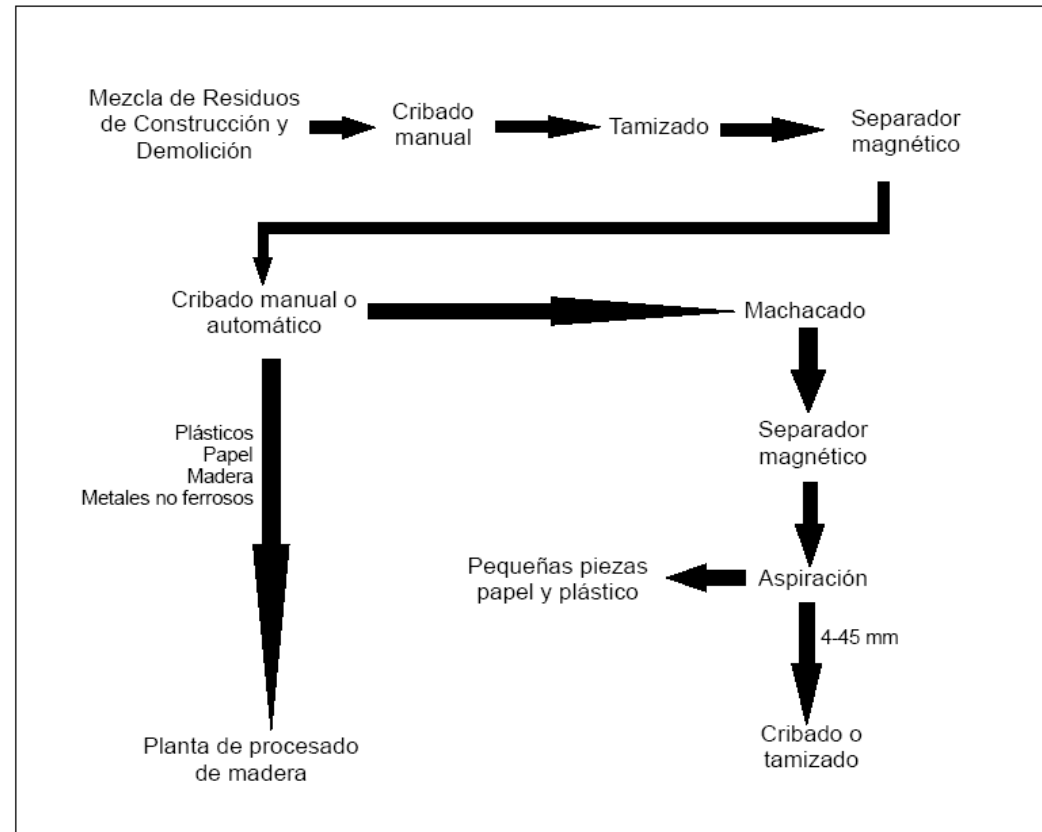 Mezcla de Residuos
de Construcción y
Demolición
Cribado
manual
Tamizado
Separador
magnético
Cribado manual o
automático
Machacado
Plásticos
Papel
Madera
Metales no ferrosos
Separador
magnético
Pequeñas piezas
papel y plástico
Aspiración
4-45 mm
Planta de procesado
de madera
Cribado o
tamizado